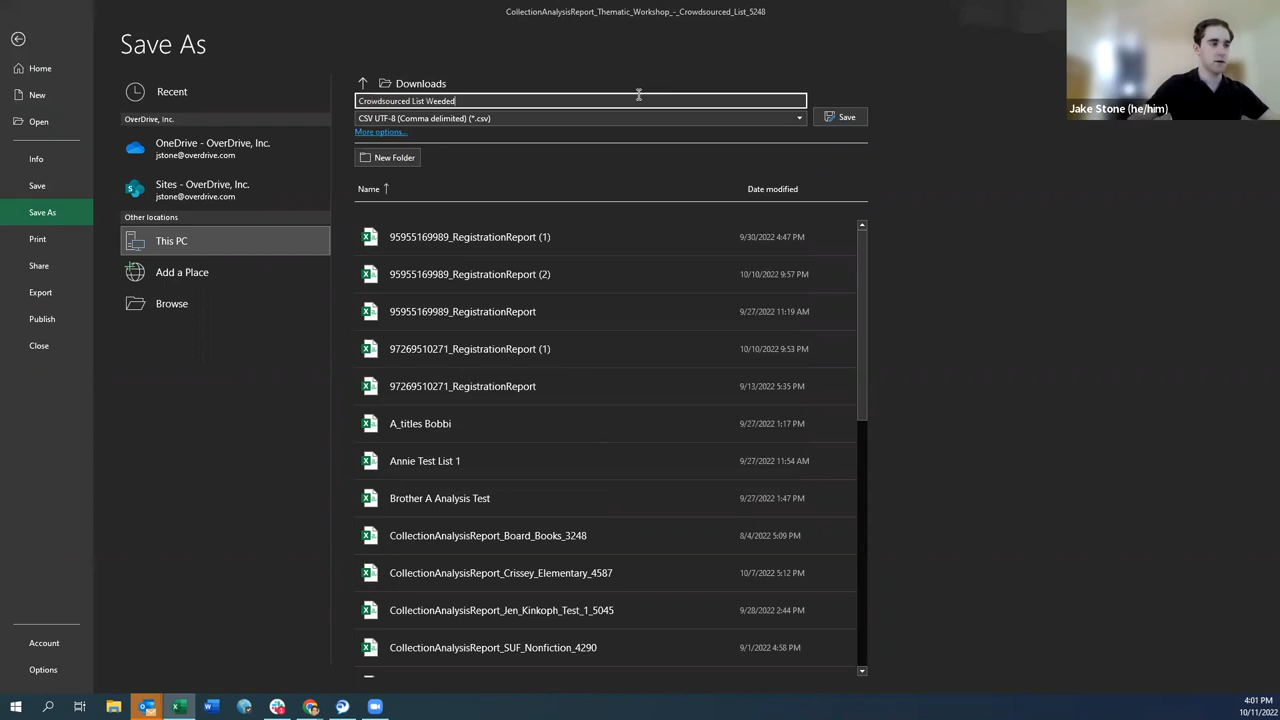 CollectionAnalysisReport_Thematic_Workshop_-_Crowdsourced_List_5248
Save As
Home
New
Open
Info
Save
Save As
Print
Share
Export
Publish
Close
Account
Options
Recent
OverDrive, Inc.
OneDrive - OverDrive, Inc.
jstone@overdrive.com
Sites - OverDrive, Inc.
jstone@overdrive.com
Other locations
This PC
Add a Place
Browse
Downloads
Crowdsourced List Weeded
CSV UTF-8 (Comma delimited) (*.csv)
Save
More options...
New Folder
Name Date modified
95955169989_RegistrationReport (1) 9/30/2022 4:47 PM
95955169989_RegistrationReport (2) 10/10/2022 9:57 PM
95955169989_RegistrationReport 9/27/2022 11:19 AM
97269510271_RegistrationReport (1) 10/10/2022 9:53 PM
97269510271_RegistrationReport 9/13/2022 5:35 PM
A_titles Bobbi 9/27/2022 1:17 PM
Annie Test List 1 9/27/2022 11:54 AM
Brother A Analysis Test 9/27/2022 1:47 PM
CollectionAnalysisReport_Board_Books_3248 8/4/2022 5:09 PM
CollectionAnalysisReport_Crissey_Elementary_4587 10/7/2022 5:12 PM
CollectionAnalysisReport_Jen_Kinkoph_Test_1_5045 9/28/2022 2:44 PM
CollectionAnalysisReport_SUF_Nonfiction_4290 9/1/2022 4:58 PM
Jake Stone (he/him)
4:01 PM
10/11/2022